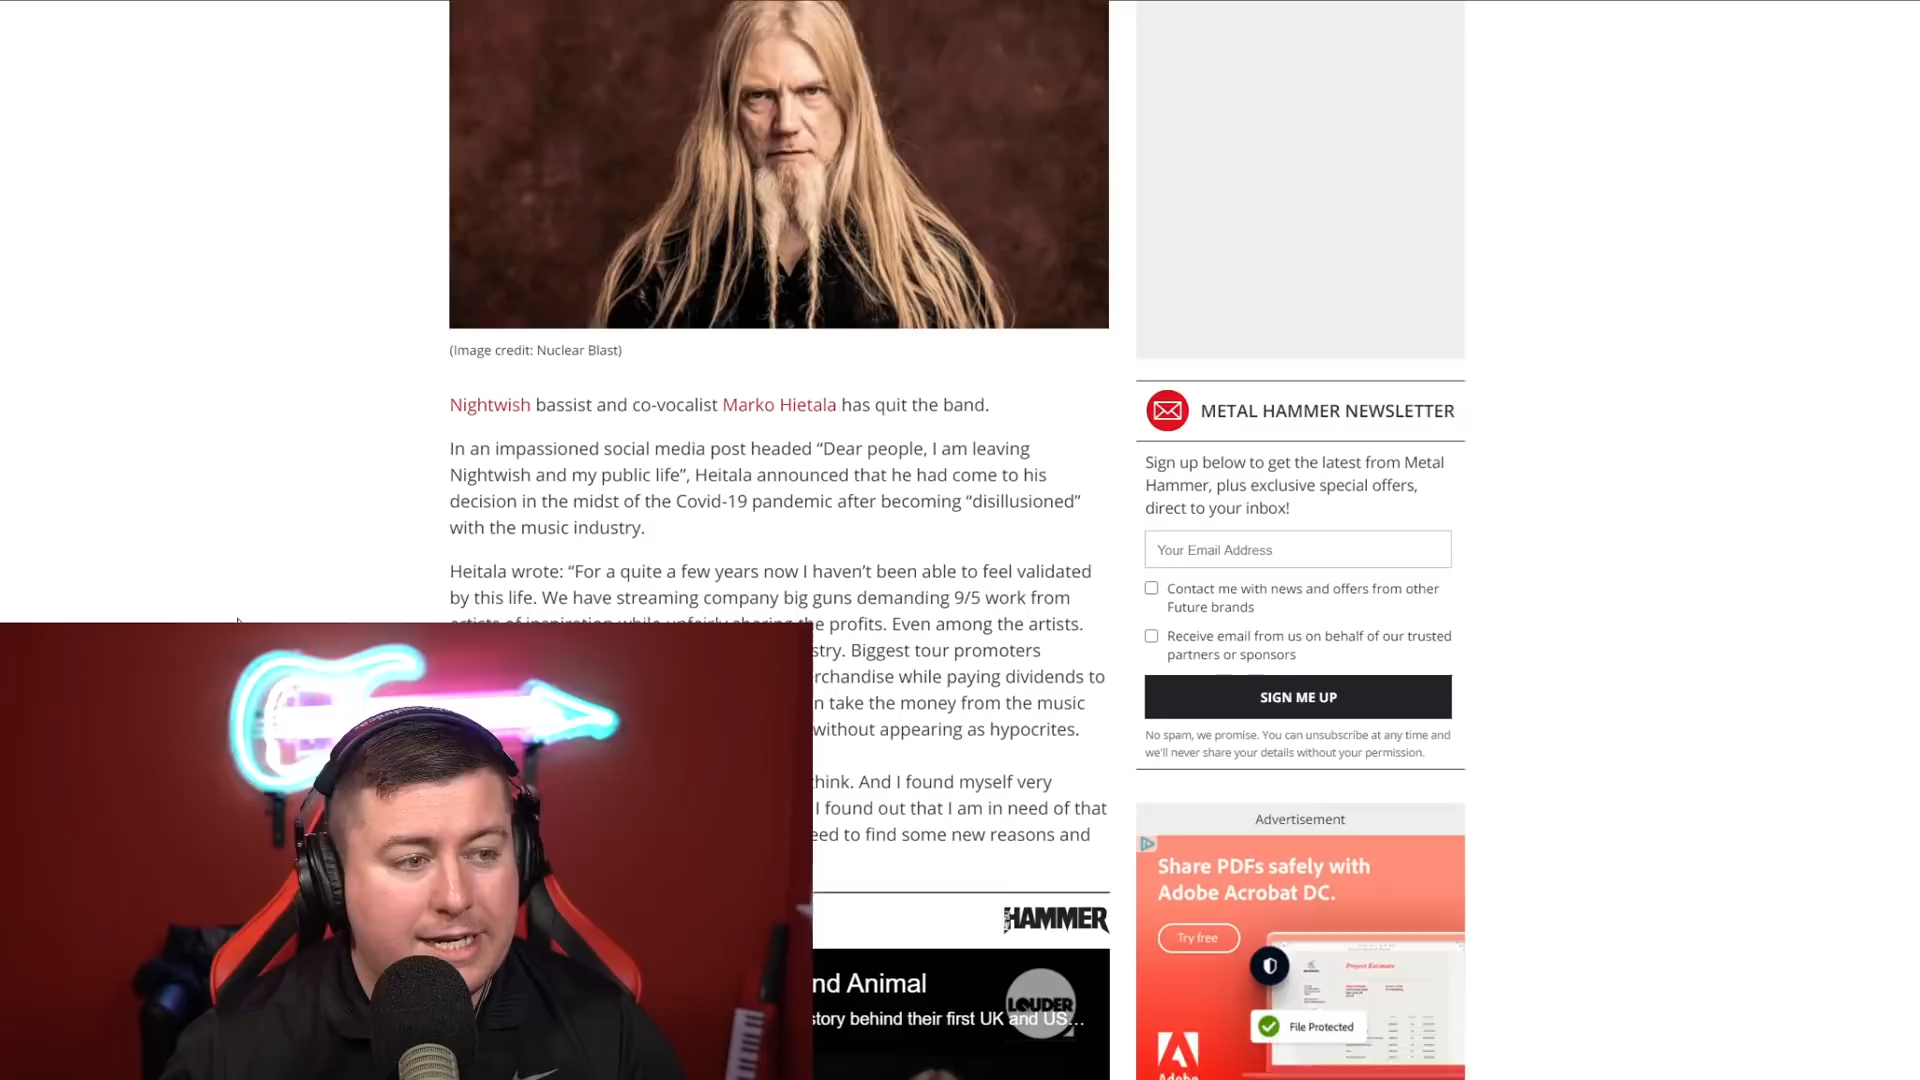 (Image credit: Nuclear Blast)
Nightwish bassist and co-vocalist Marko Hietala has quit the band.
In an impassioned social media post headed “Dear people, I am leaving
Nightwish and my public life”, Heitala announced that he had come to his
decision in the midst of the Covid-19 pandemic after becoming “disillusioned”
with the music industry.
Heitala wrote: “For a quite a few years now I haven’t been able to feel validated
by this life. We have streaming company big guns demanding 9/5 work from
artists of inspiration while unfairly sharing the profits. Even among the artists.
stry. Biggest tour promoters
rchandise while paying dividends to
n take the money from the music
without appearing as hypocrites.
think. And I found myself very
I found out that I am in need of that
eed to find some new reasons and
METAL HAMMER
nd Animal
LOUDER
story behind their first UK and US...
METAL HAMMER NEWSLETTER
Sign up below to get the latest from Metal
Hammer, plus exclusive special offers,
direct to your inbox!
Your Email Address
Contact me with news and offers from other
Future brands
Receive email from us on behalf of our trusted
partners or sponsors
SIGN ME UP
No spam, we promise. You can unsubscribe at any time and
we'll never share your details without your permission.
Advertisement
Share PDFs safely with
Adobe Acrobat DC.
Try free
Project Estimate
File Protected
Adobe